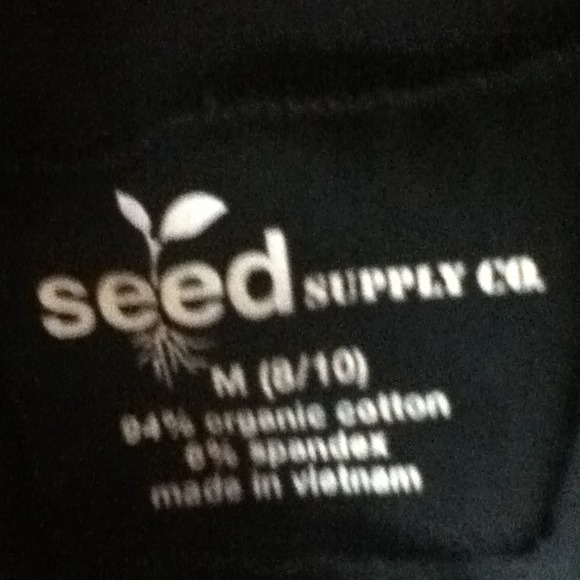 seed SUPPLY CO.
M (8/10)
94% organic cotton
6% spandex
made in vietnam